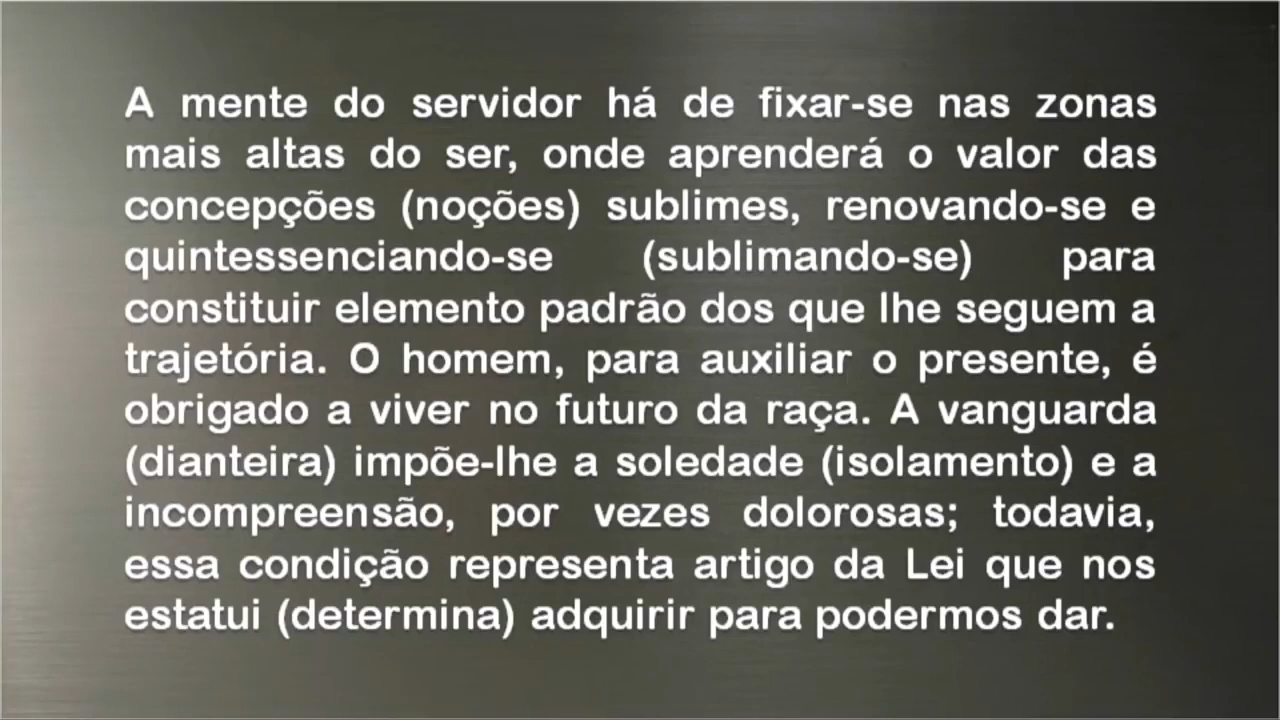 A mente do servidor há de fixar-se nas zonas
mais altas do ser, onde aprenderá o valor das
concepções (noções) sublimes, renovando-se e
quintessenciando-se (sublimando-se) para
constituir elemento padrão dos que lhe seguem a
trajetória. O homem, para auxiliar o presente, é
obrigado a viver no futuro da raça. A vanguarda
(dianteira) impõe-lhe a soledade (isolamento) e a
incompreensão, por vezes dolorosas; todavia,
essa condição representa artigo da Lei que nos
estatui (determina) adquirir para podermos dar.